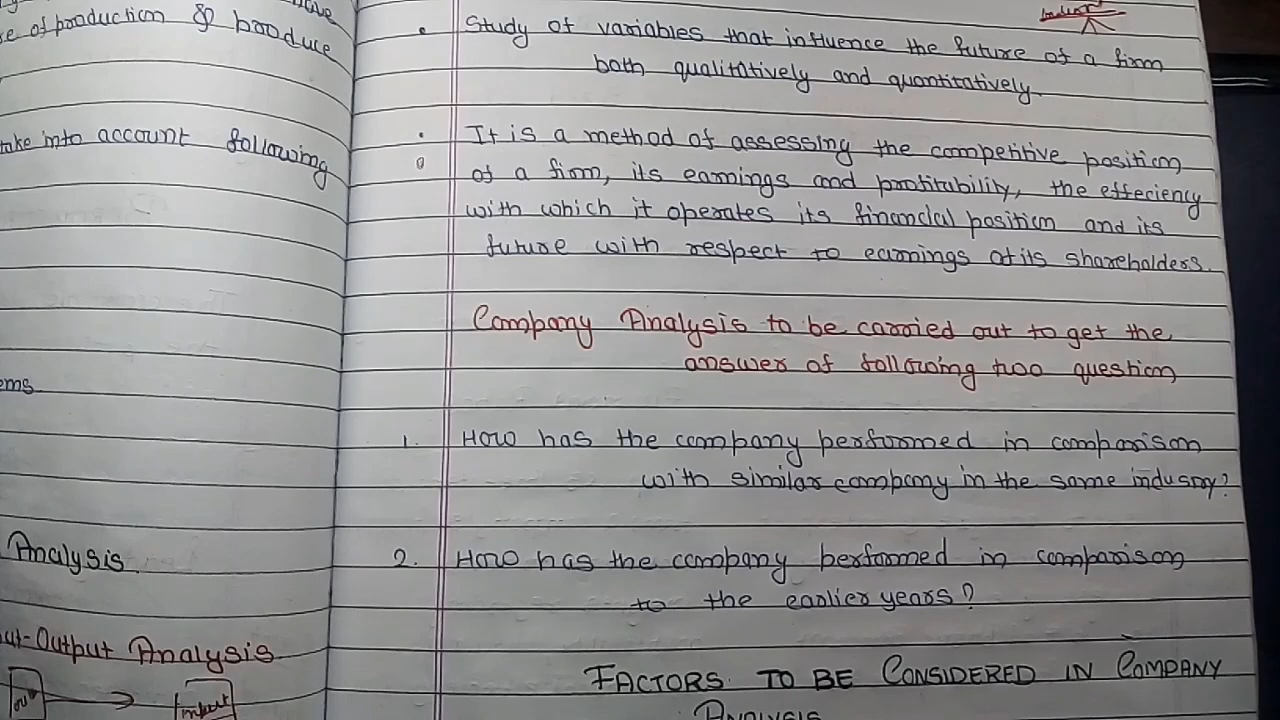 se of production & produce
take into account following
ems
Analysis
ut-Output Analysis
• Study of variables that influence the future of a firm
both qualitatively and quantitatively.
• It is a method of assessing the competitive position
of a firm, its earnings and profitability, the effeciency
with which it operates its financial position and its
future with respect to earnings of its shareholders.
Company Analysis to be carried out to get the
answer of following two question
1. How has the company performed in comparison
with similar company in the same industry?
2. How has the company performed in comparison
to the earlier years?
FACTORS TO BE CONSIDERED IN COMPANY
ANALYSIS